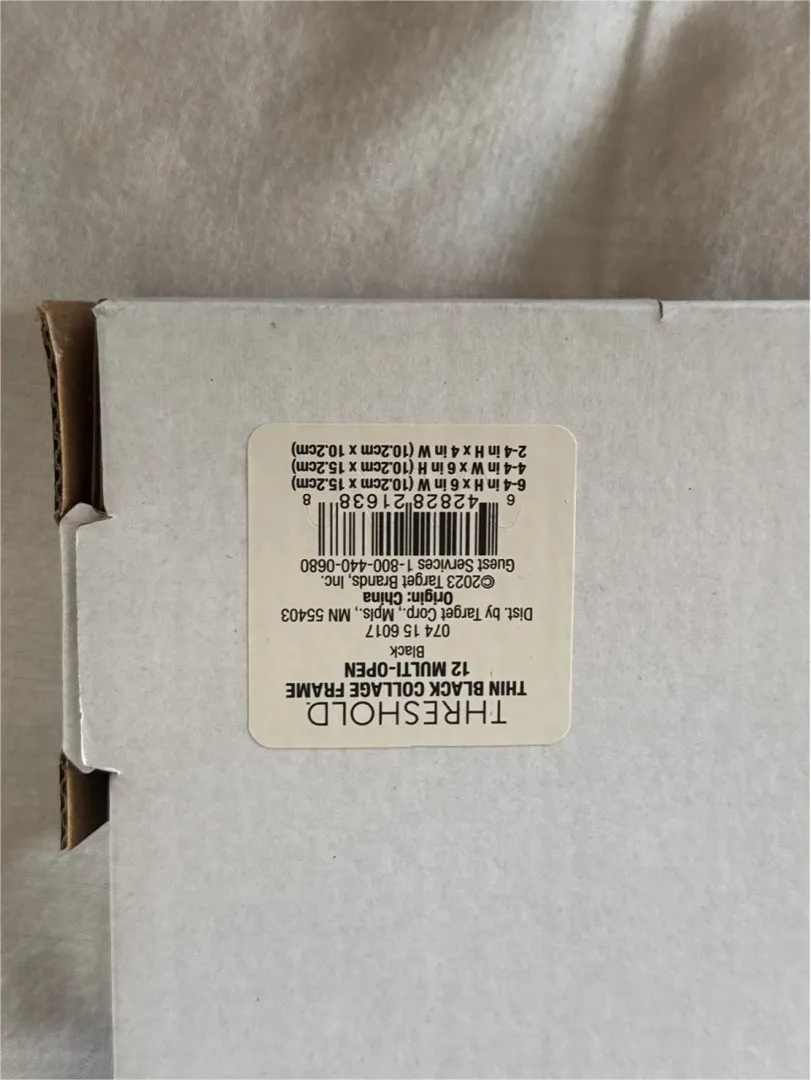 THRESHOLD
THIN BLACK COLLAGE FRAME
12 MULTI-OPEN
Black
074 15 6017
Dist. by Target Corp., Mpls., MN 55403
Origin: China
©2023 Target Brands, Inc.
Guest Services 1-800-440-0680
6 42828 21638 8
6-4 in H x 6 in W (10.2cm x 15.2cm)
4-4 in W x 6 in H (10.2cm x 15.2cm)
2-4 in H x 4 in W (10.2cm x 10.2cm)